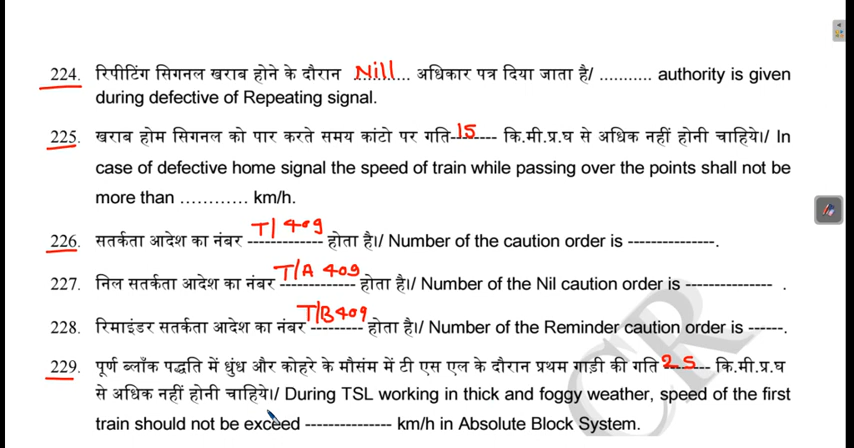 224. रिपीटिंग सिगनल खराब होने के दौरान ...Nill... अधिकार पत्र दिया जाता है/ ........... authority is given
during defective of Repeating signal.
225. खराब होम सिगनल को पार करते समय कांटो पर गति-15---- कि.मी.प्र.घ से अधिक नहीं होनी चाहिये।/ In
case of defective home signal the speed of train while passing over the points shall not be
more than ………… km/h.
226. सतर्कता आदेश का नंबर T/409 होता है।/ Number of the caution order is ---------------.
227. निल सतर्कता आदेश का नंबर T/A 409 होता है।/ Number of the Nil caution order is --------------- .
228. रिमाइंडर सतर्कता आदेश का नंबर T/B409 होता है।/ Number of the Reminder caution order is ------.
229. पूर्ण ब्लॉक पद्धति में धुंध और कोहरे के मौसंम में टी एस एल के दौरान प्रथम गाड़ी की गति 25 कि.मी.प्र.घ
से अधिक नहीं होनी चाहिये।/ During TSL working in thick and foggy weather, speed of the first
train should not be exceed --------------- km/h in Absolute Block System.
CR